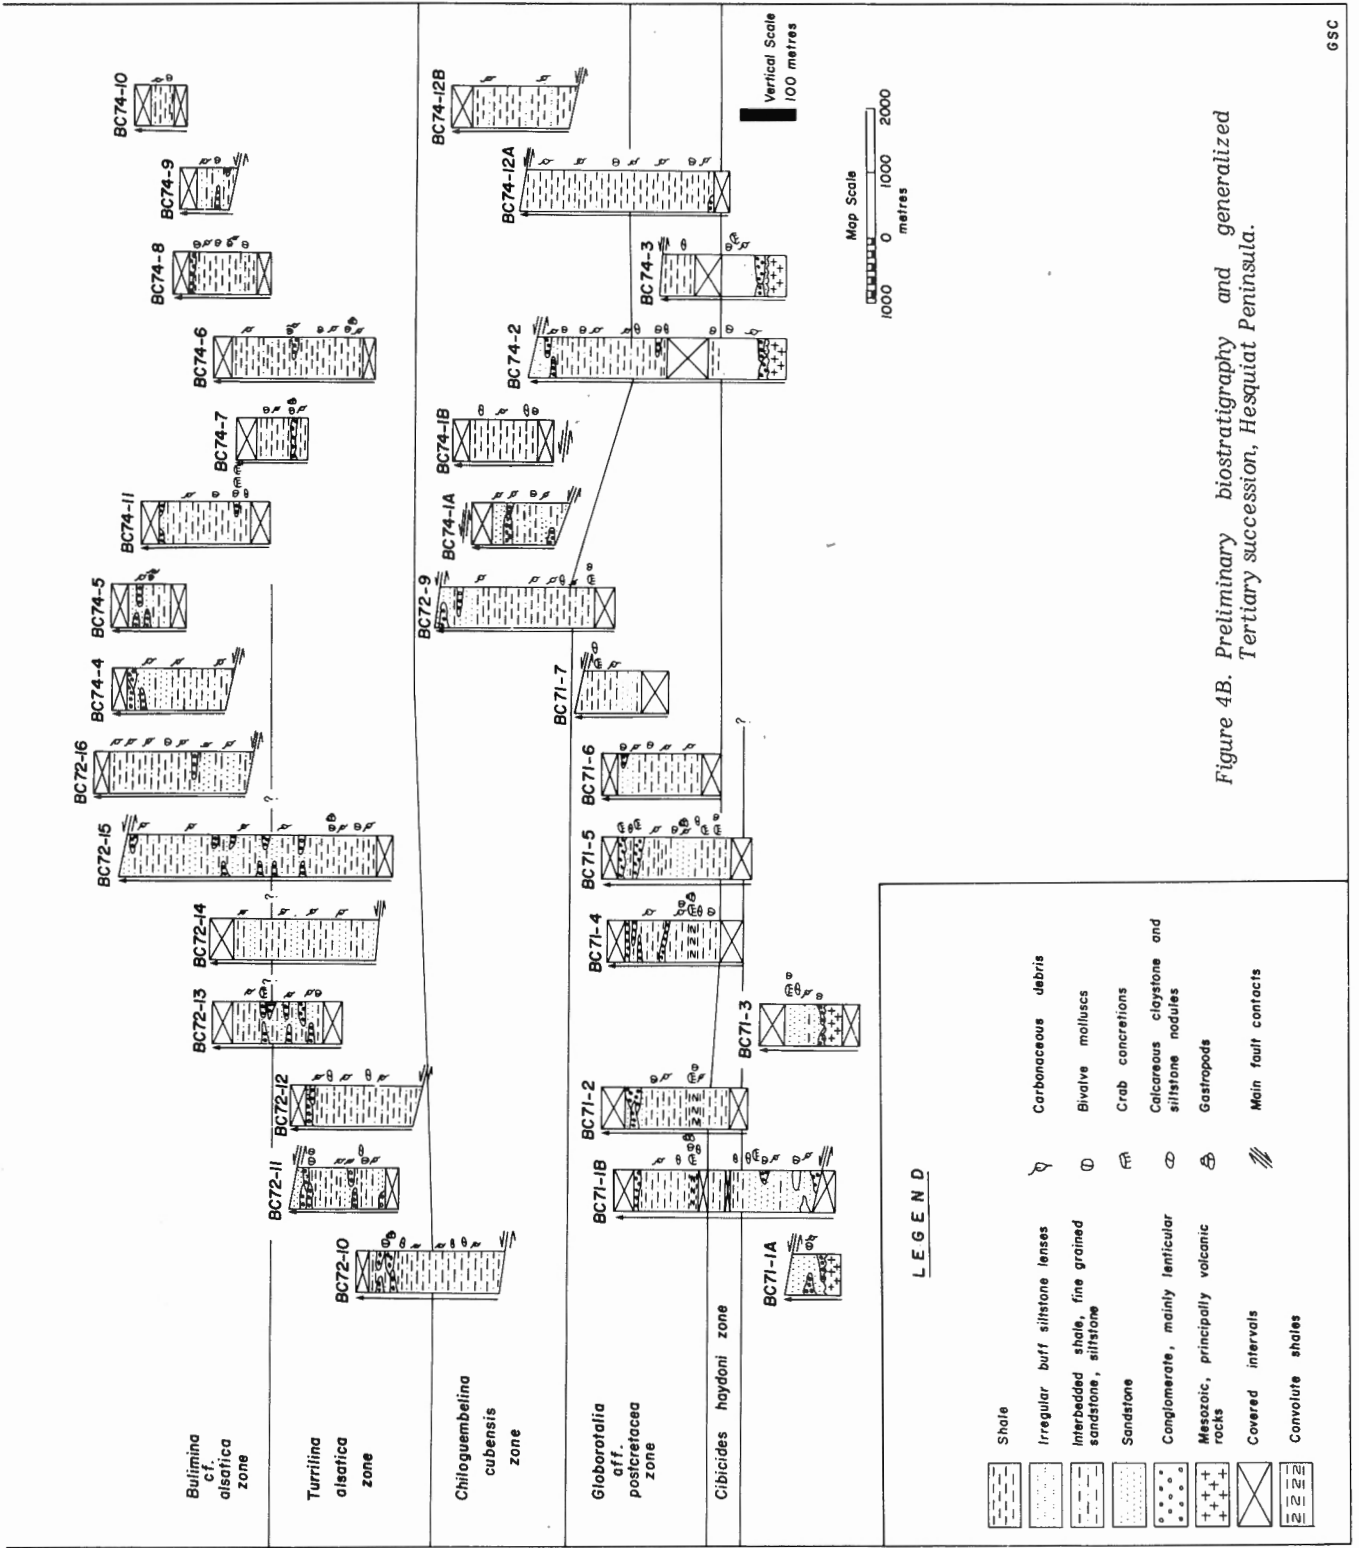 BC72-10
BC72-11
BC72-12
BC72-13
BC72-14
BC72-15
BC72-16
BC74-4
BC74-5
BC74-11
BC74-7
BC74-6
BC74-8
BC74-9
BC74-10
BC72-9
BC74-1A
BC74-1B
BC74-2
BC74-3
BC74-12A
BC74-12B
BC71-1A
BC71-1B
BC71-2
BC71-3
BC71-4
BC71-5
BC71-6
BC71-7
?
?
?
?
Bulimina
cf.
alsatica
zone
Turrilina
alsatica
zone
Chiloguembelina
cubensis
zone
Globorotalia
aff.
postcretacea
zone
Cibicides haydoni zone
Vertical Scale
100 metres
Map Scale
1000 0 1000 2000
metres
LEGEND
Shale
Irregular buff siltstone lenses
Interbedded shale, fine grained
sandstone, siltstone
Sandstone
Conglomerate, mainly lenticular
Mesozoic, principally volcanic
rocks
Covered intervals
Convolute shales
Carbonaceous debris
Bivalve molluscs
Crab concretions
Calcareous claystone and
siltstone nodules
Gastropods
Main fault contacts
Figure 4B. Preliminary biostratigraphy and generalized
Tertiary succession, Hesquiat Peninsula.
GSC